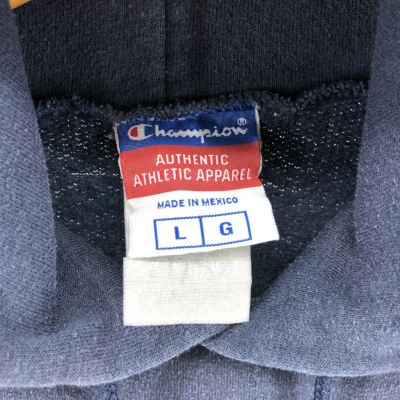 Champion®
AUTHENTIC
ATHLETIC APPAREL
MADE IN MEXICO
L G